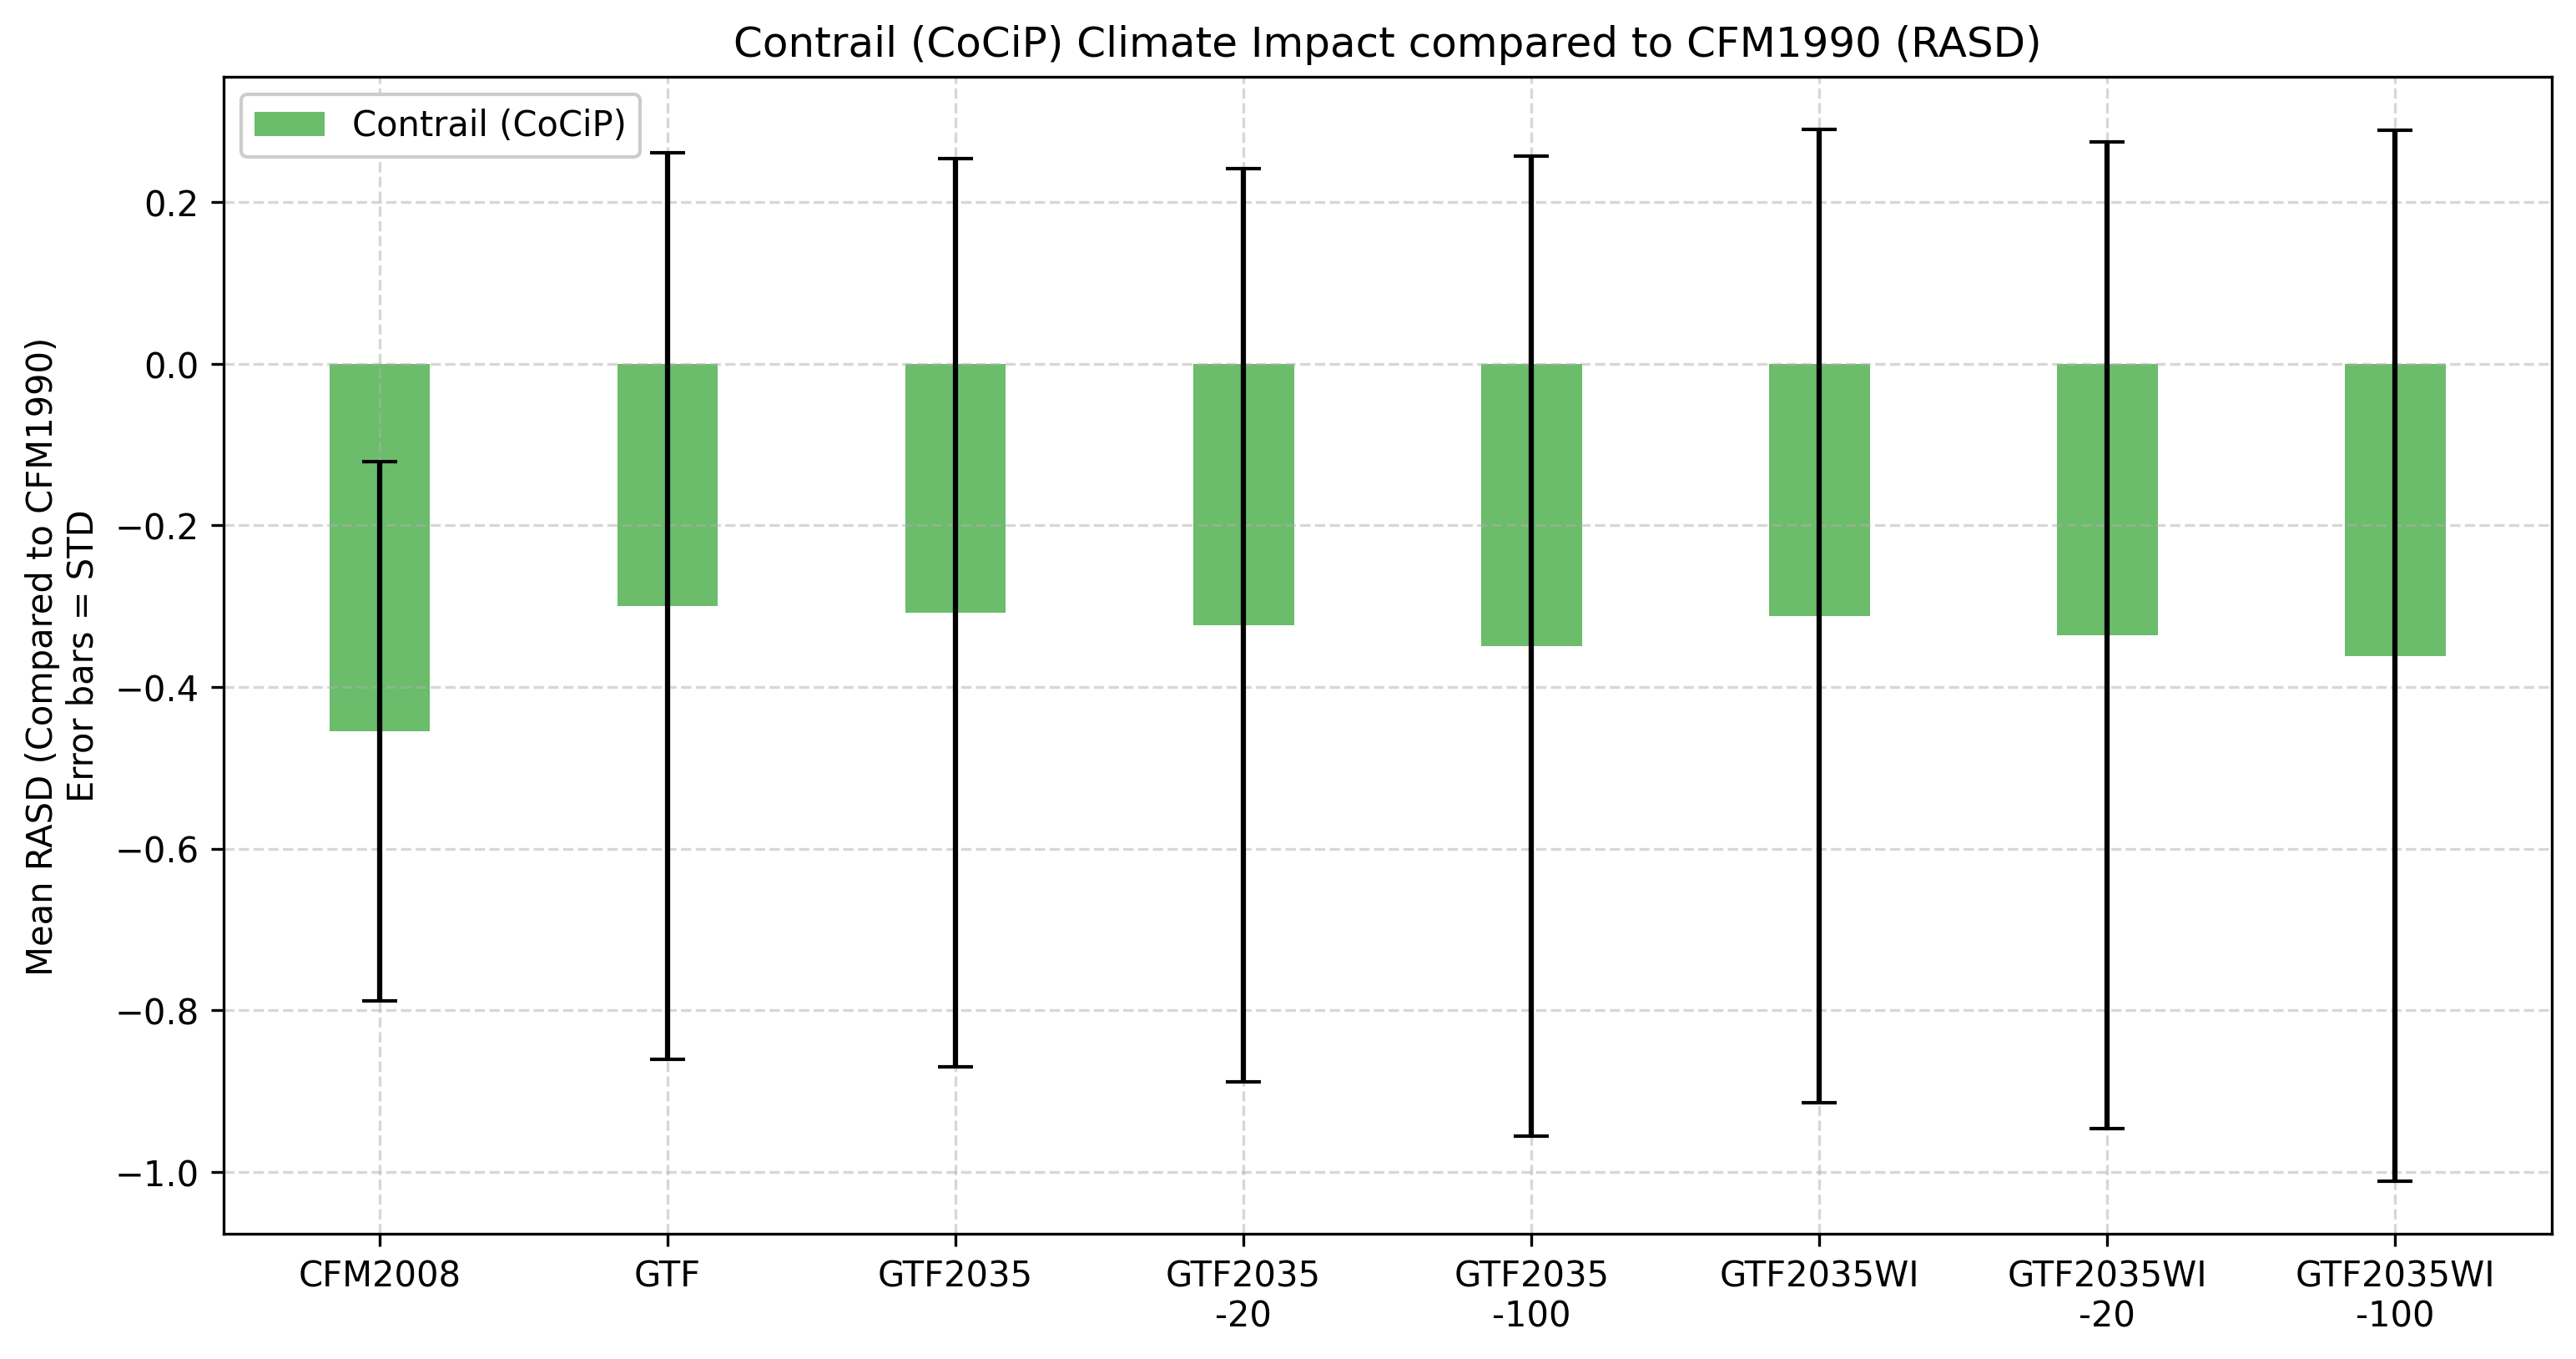 Contrail (CoCiP) Climate Impact compared to CFM1990 (RASD)
Contrail (CoCiP)
Mean RASD (Compared to CFM1990)
Error bars = STD
0.2
0.0
−0.2
−0.4
−0.6
−0.8
−1.0
CFM2008
GTF
GTF2035
GTF2035
-20
GTF2035
-100
GTF2035WI
GTF2035WI
-20
GTF2035WI
-100